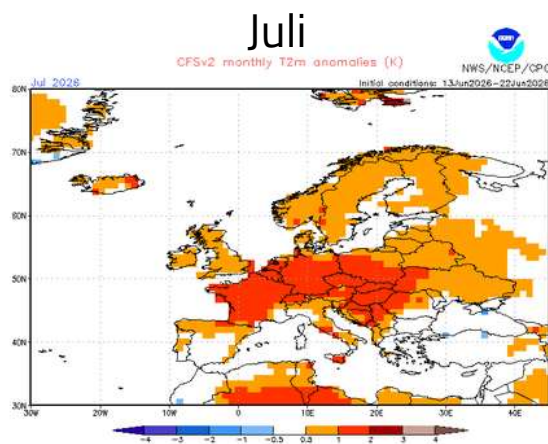 Juli
CFSv2 monthly T2m anomalies (K)
NWS/NCEP/CPC
Jul 2026
Initial conditions: 13Jun2026-22Jun2026
80N
70N
60N
50N
40N
30N
30W 20W 10W 0 10E 20E 30E 40E
-4 -3 -2 -1 -0.5 0.5 1 2 3 4